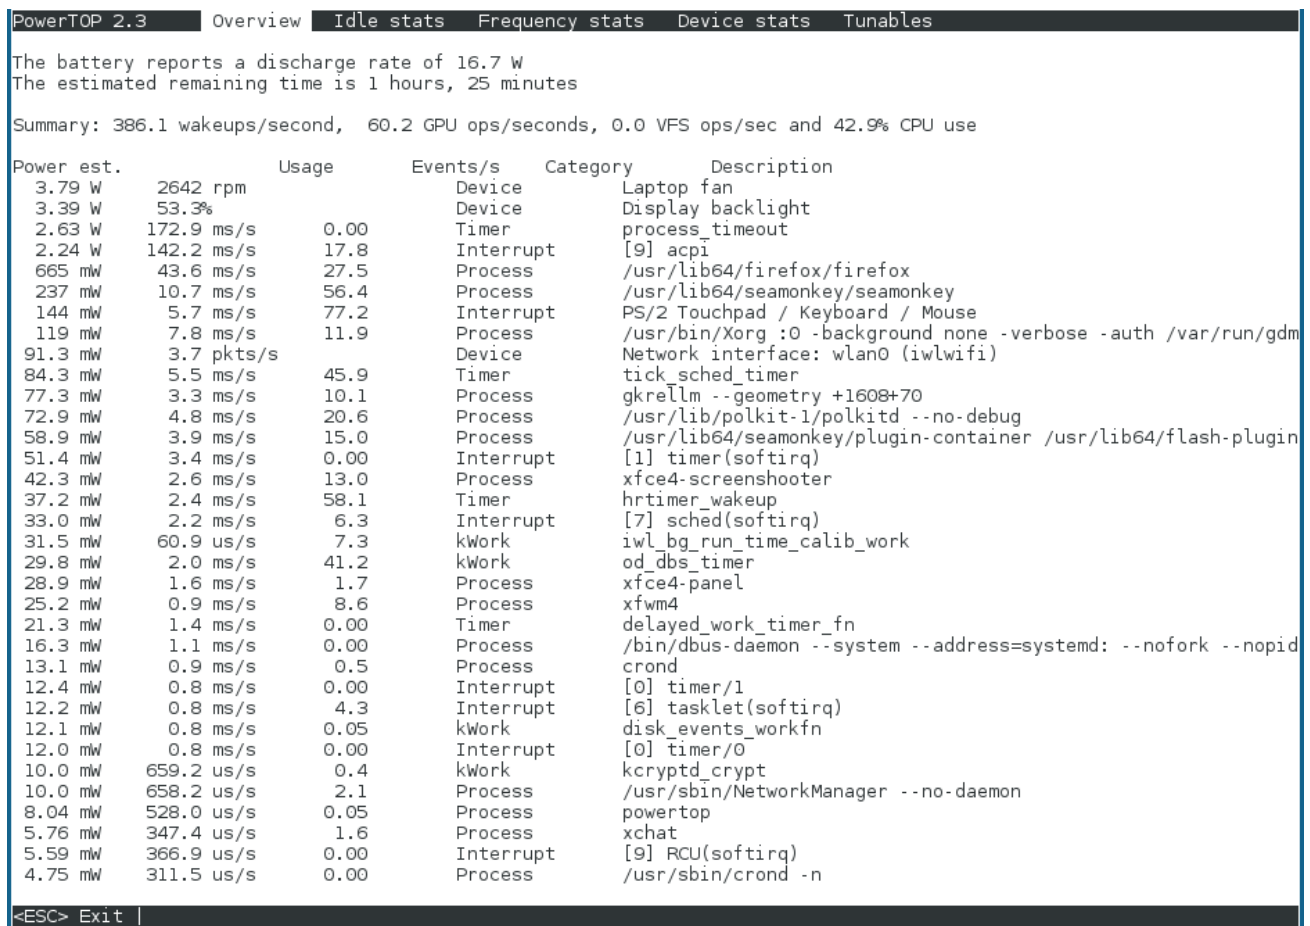 PowerTOP 2.3      Overview   Idle stats   Frequency stats   Device stats   Tunables
The battery reports a discharge rate of 16.7 W
The estimated remaining time is 1 hours, 25 minutes
Summary: 386.1 wakeups/second,  60.2 GPU ops/seconds, 0.0 VFS ops/sec and 42.9% CPU use
Power est.              Usage       Events/s    Category       Description
3.79 W     2642 rpm                   Device         Laptop fan
3.39 W     53.3%                      Device         Display backlight
2.63 W    172.9 ms/s      0.00        Timer          process_timeout
2.24 W    142.2 ms/s      17.8        Interrupt      [9] acpi
665 mW     43.6 ms/s      27.5        Process        /usr/lib64/firefox/firefox
237 mW     10.7 ms/s      56.4        Process        /usr/lib64/seamonkey/seamonkey
144 mW      5.7 ms/s      77.2        Interrupt      PS/2 Touchpad / Keyboard / Mouse
119 mW      7.8 ms/s      11.9        Process        /usr/bin/Xorg :0 -background none -verbose -auth /var/run/gdm
91.3 mW      3.7 pkts/s                Device         Network interface: wlan0 (iwlwifi)
84.3 mW      5.5 ms/s      45.9        Timer          tick_sched_timer
77.3 mW      3.3 ms/s      10.1        Process        gkrellm --geometry +1608+70
72.9 mW      4.8 ms/s      20.6        Process        /usr/lib/polkit-1/polkitd --no-debug
58.9 mW      3.9 ms/s      15.0        Process        /usr/lib64/seamonkey/plugin-container /usr/lib64/flash-plugin
51.4 mW      3.4 ms/s      0.00        Interrupt      [1] timer(softirq)
42.3 mW      2.6 ms/s      13.0        Process        xfce4-screenshooter
37.2 mW      2.4 ms/s      58.1        Timer          hrtimer_wakeup
33.0 mW      2.2 ms/s       6.3        Interrupt      [7] sched(softirq)
31.5 mW     60.9 us/s       7.3        kWork          iwl_bg_run_time_calib_work
29.8 mW      2.0 ms/s      41.2        kWork          od_dbs_timer
28.9 mW      1.6 ms/s       1.7        Process        xfce4-panel
25.2 mW      0.9 ms/s       8.6        Process        xfwm4
21.3 mW      1.4 ms/s      0.00        Timer          delayed_work_timer_fn
16.3 mW      1.1 ms/s      0.00        Process        /bin/dbus-daemon --system --address=systemd: --nofork --nopid
13.1 mW      0.9 ms/s       0.5        Process        crond
12.4 mW      0.8 ms/s      0.00        Interrupt      [0] timer/1
12.2 mW      0.8 ms/s       4.3        Interrupt      [6] tasklet(softirq)
12.1 mW      0.8 ms/s      0.05        kWork          disk_events_workfn
12.0 mW      0.8 ms/s      0.00        Interrupt      [0] timer/0
10.0 mW    659.2 us/s       0.4        kWork          kcryptd_crypt
10.0 mW    658.2 us/s       2.1        Process        /usr/sbin/NetworkManager --no-daemon
8.04 mW    528.0 us/s      0.05        Process        powertop
5.76 mW    347.4 us/s       1.6        Process        xchat
5.59 mW    366.9 us/s      0.00        Interrupt      [9] RCU(softirq)
4.75 mW    311.5 us/s      0.00        Process        /usr/sbin/crond -n
<ESC> Exit |